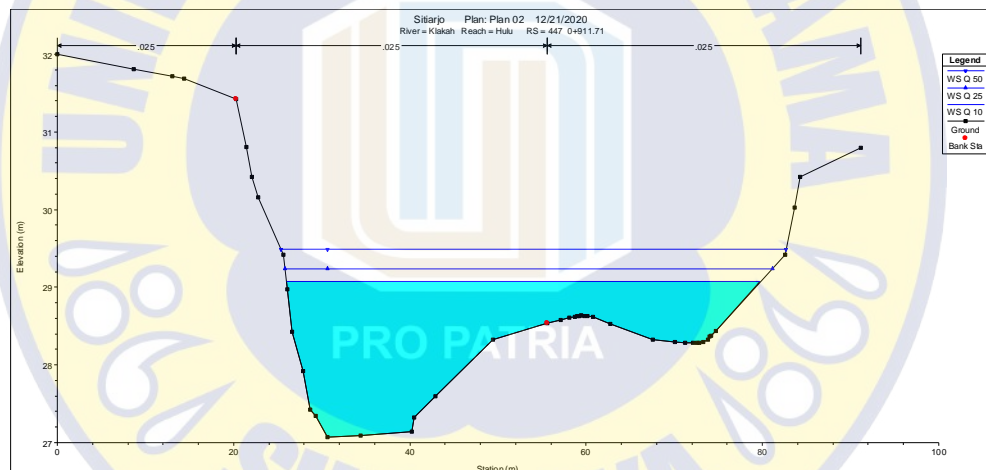 Sitiarjo Plan: Plan 02 12/21/2020
River = Klakah Reach = Hulu RS = 447 0+911.71
.025 .025 .025
Legend
WS Q 50
WS Q 25
WS Q 10
Ground
Bank Sta
Elevation (m)
32
31
30
29
28
27
0 20 40 60 80 100
Station (m)
PRO PATRIA